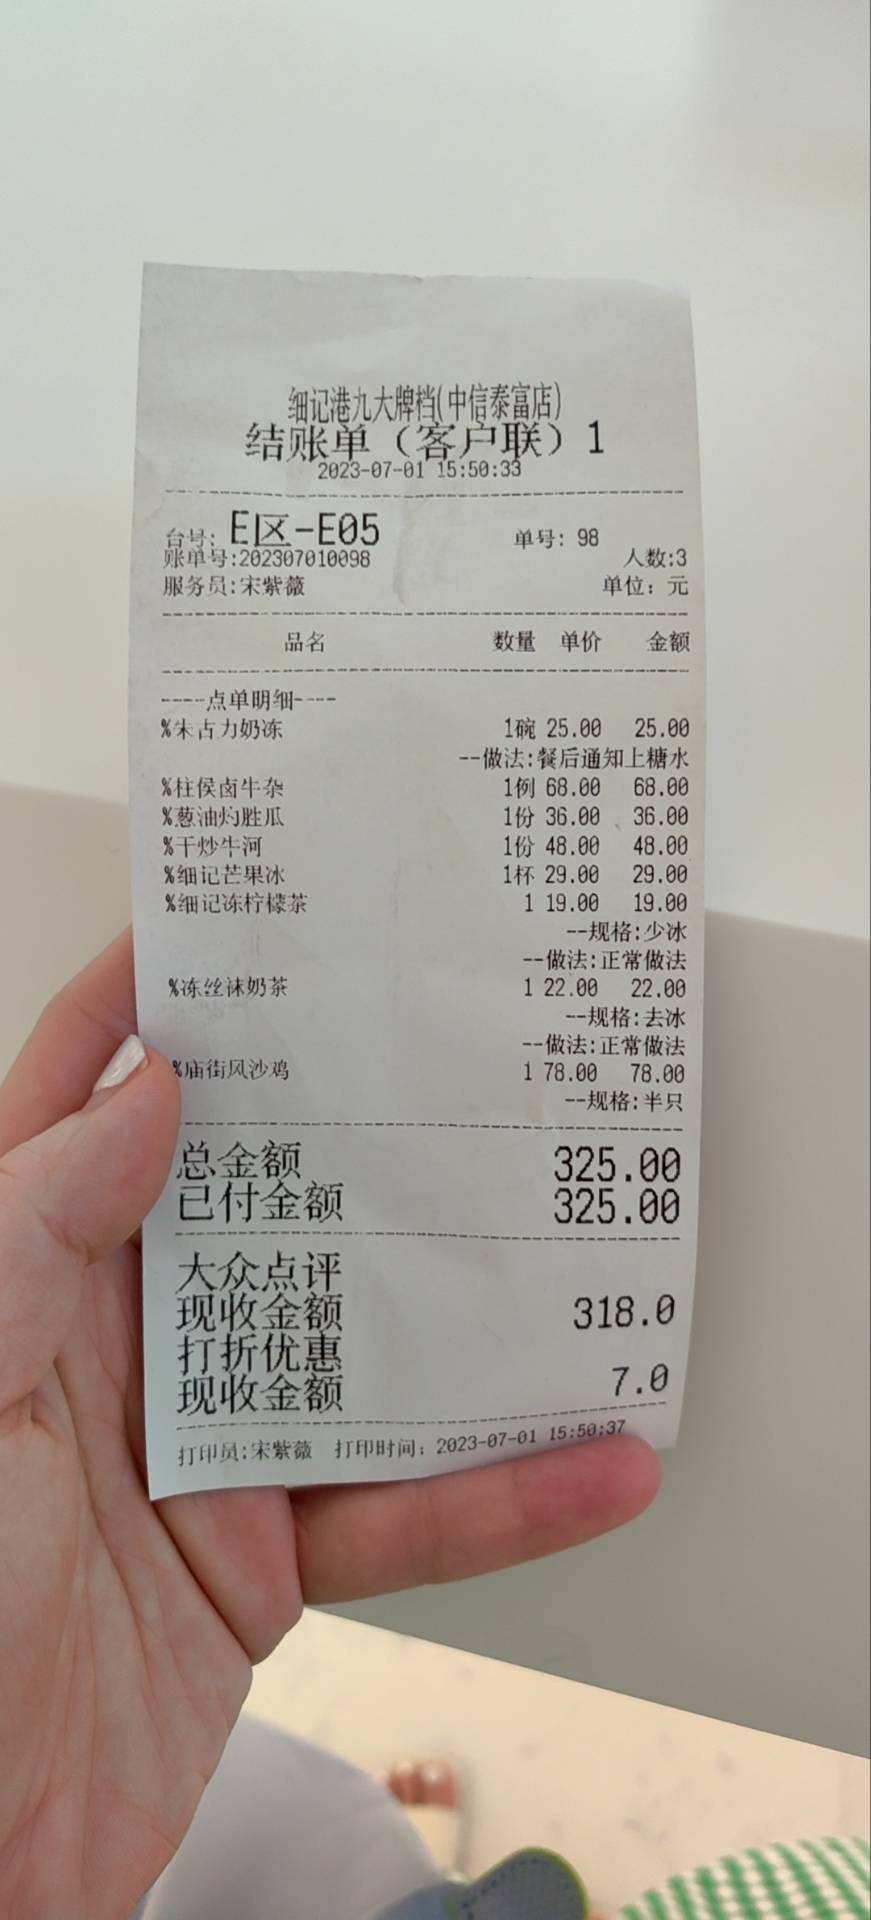 细记港九大牌档(中信泰富店)
结账单（客户联）1
2023-07-01 15:50:33
台号: E区-E05 单号: 98
账单号:202307010098 人数:3
服务员:宋紫薇 单位: 元
品名 数量 单价 金额
----点单明细----
%朱古力奶冻 1碗 25.00 25.00
--做法:餐后通知上糖水
%柱侯卤牛杂 1例 68.00 68.00
%葱油灼胜瓜 1份 36.00 36.00
%干炒牛河 1份 48.00 48.00
%细记芒果冰 1杯 29.00 29.00
%细记冻柠檬茶 1 19.00 19.00
--规格:少冰
--做法:正常做法
%冻丝袜奶茶 1 22.00 22.00
--规格:去冰
--做法:正常做法
%庙街风沙鸡 1 78.00 78.00
--规格:半只
总金额 325.00
已付金额 325.00
大众点评
现收金额 318.0
打折优惠
现收金额 7.0
打印员:宋紫薇 打印时间: 2023-07-01 15:50:37